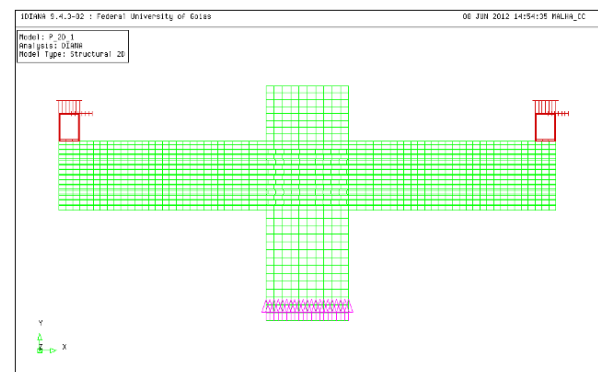 iDIANA 9.4.3-02 : Federal University of Goias 08 JUN 2012 14:54:35 MALHA_CC
Model: P_2D_1
Analysis: DIANA
Model Type: Structural 2D
Y
Z X